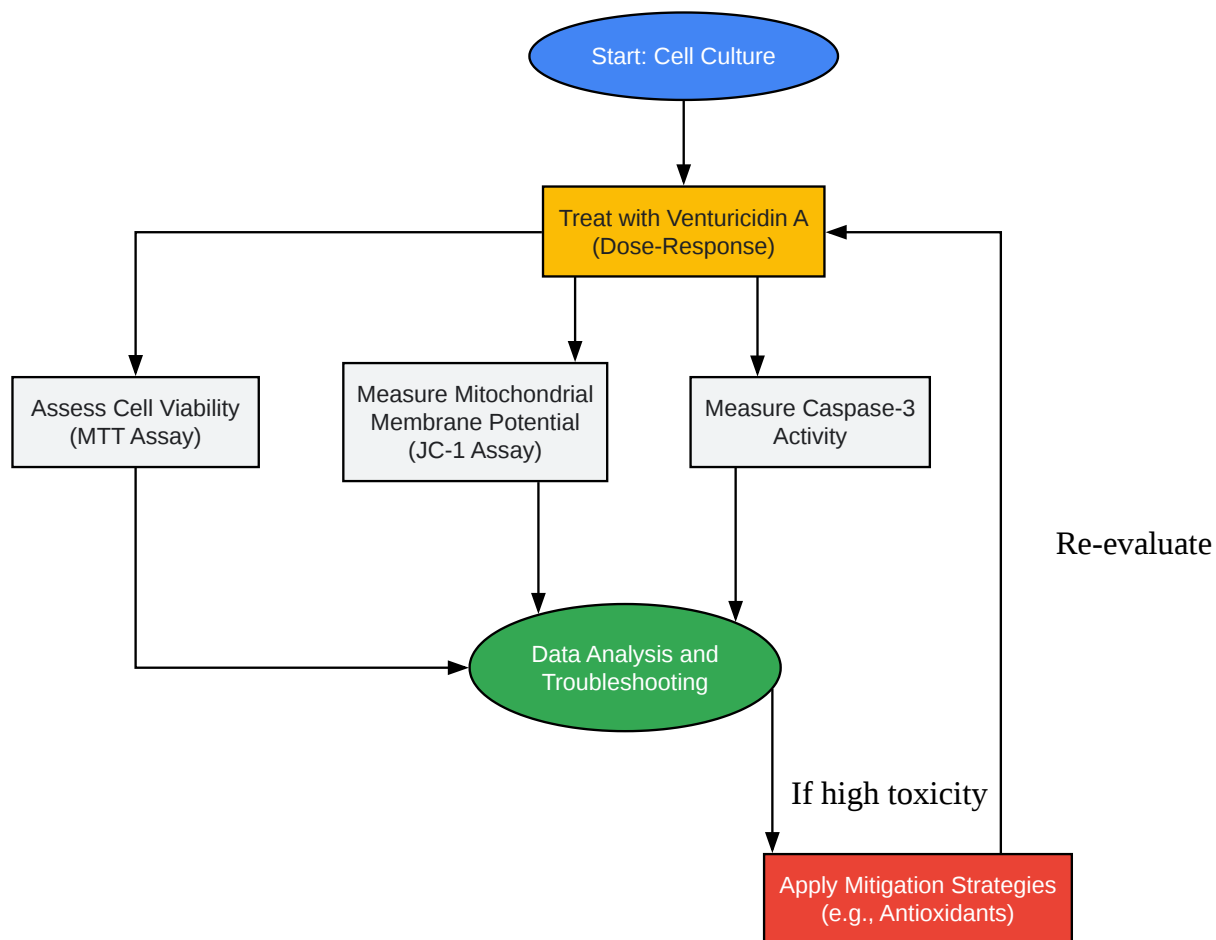 Start: Cell Culture
Treat with Venturicidin A
(Dose-Response)
Assess Cell Viability
(MTT Assay)
Measure Mitochondrial
Membrane Potential
(JC-1 Assay)
Measure Caspase-3
Activity
Re-evaluate
Data Analysis and
Troubleshooting
If high toxicity
Apply Mitigation Strategies
(e.g., Antioxidants)